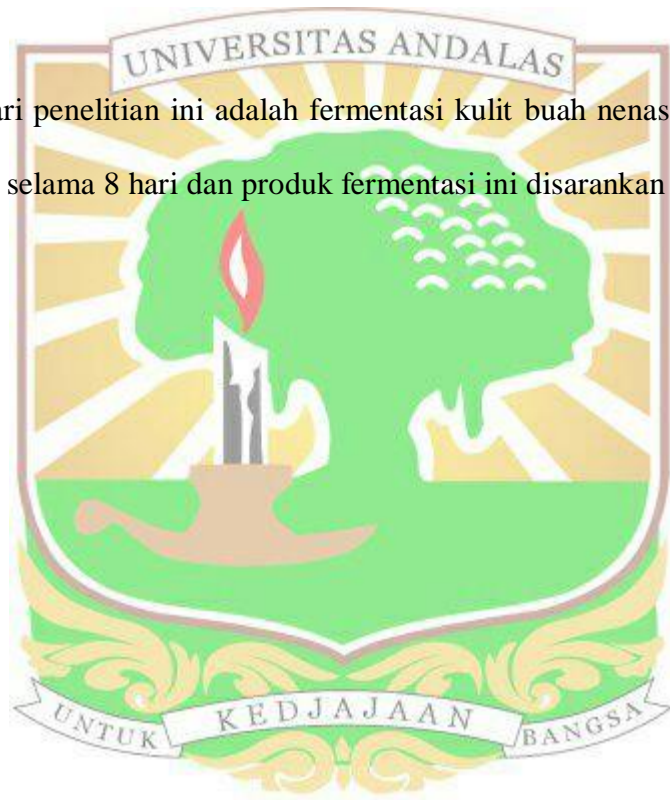 UNIVERSITAS ANDALAS
ri penelitian ini adalah fermentasi kulit buah nenas
selama 8 hari dan produk fermentasi ini disarankan
UNTUK KEDJAJAAN BANGSA